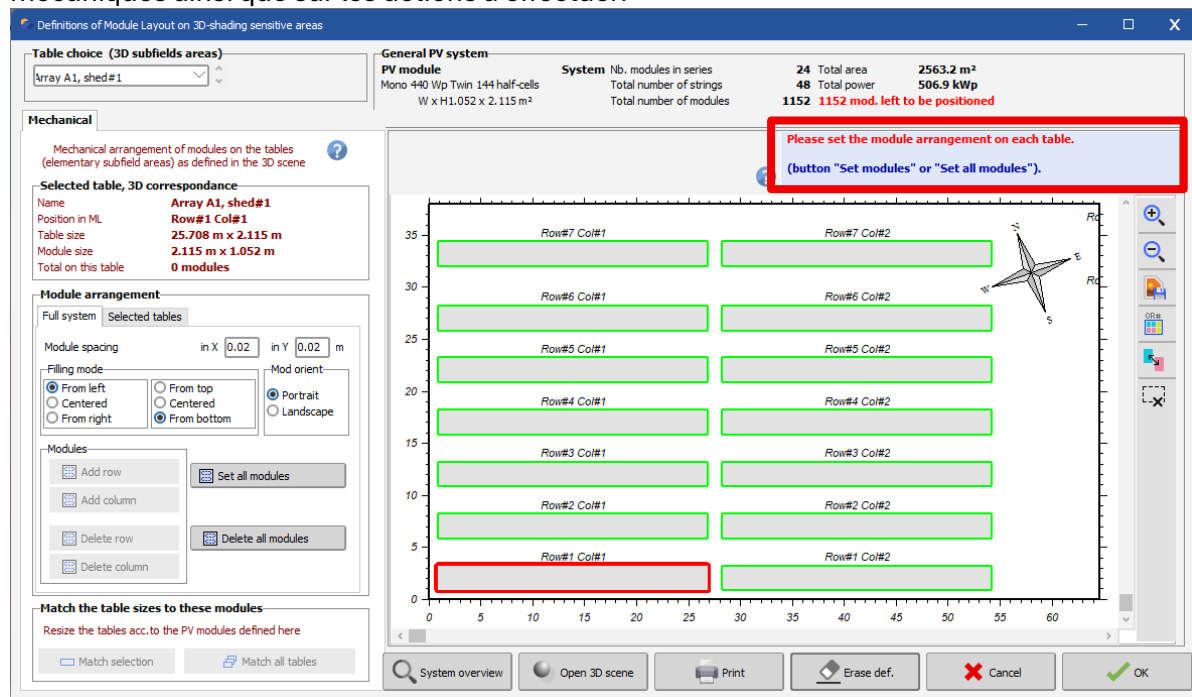 mécaniques ainsi que sur les actions à effectuer.
Definitions of Module Layout on 3D-shading sensitive areas
Table choice (3D subfields areas)
Array A1, shed#1
General PV system
PV module System Nb. modules in series 24 Total area 2563.2 m²
Mono 440 Wp Twin 144 half-cells Total number of strings 48 Total power 506.9 kWp
W x H1.052 x 2.115 m² Total number of modules 1152 1152 mod. left to be positioned
Mechanical
Mechanical arrangement of modules on the tables
(elementary subfield areas) as defined in the 3D scene
?
Please set the module arrangement on each table.
(button "Set modules" or "Set all modules").
?
Selected table, 3D correspondance
Name Array A1, shed#1
Position in ML Row#1 Col#1
Table size 25.708 m x 2.115 m
Module size 2.115 m x 1.052 m
Total on this table 0 modules
Module arrangement
Full system Selected tables
Module spacing in X 0.02 in Y 0.02 m
Filling mode Mod orient
From left From top
Centered Centered
From right From bottom
Portrait
Landscape
Modules
Add row
Set all modules
Add column
Delete row
Delete all modules
Delete column
Match the table sizes to these modules
Resize the tables acc.to the PV modules defined here
Match selection Match all tables
Row#7 Col#1 Row#7 Col#2
Row#6 Col#1 Row#6 Col#2
Row#5 Col#1 Row#5 Col#2
Row#4 Col#1 Row#4 Col#2
Row#3 Col#1 Row#3 Col#2
Row#2 Col#1 Row#2 Col#2
Row#1 Col#1 Row#1 Col#2
35
30
25
20
15
10
5
0
0 5 10 15 20 25 30 35 40 45 50 55 60
N
E
W
S
OR#
System overview Open 3D scene Print Erase def. Cancel OK